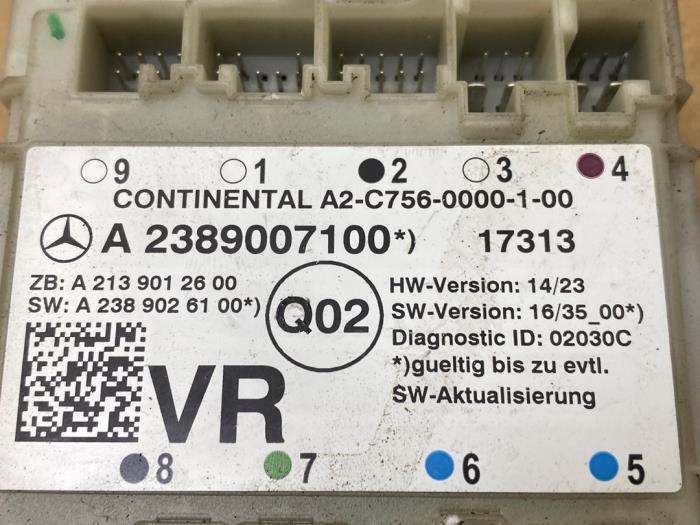 9 1 2 3 4
CONTINENTAL A2-C756-0000-1-00
A 2389007100*) 17313
ZB: A 213 901 26 00
SW: A 238 902 61 00*)
Q02
HW-Version: 14/23
SW-Version: 16/35_00*)
Diagnostic ID: 02030C
*)gueltig bis zu evtl.
SW-Aktualisierung
VR
8 7 6 5